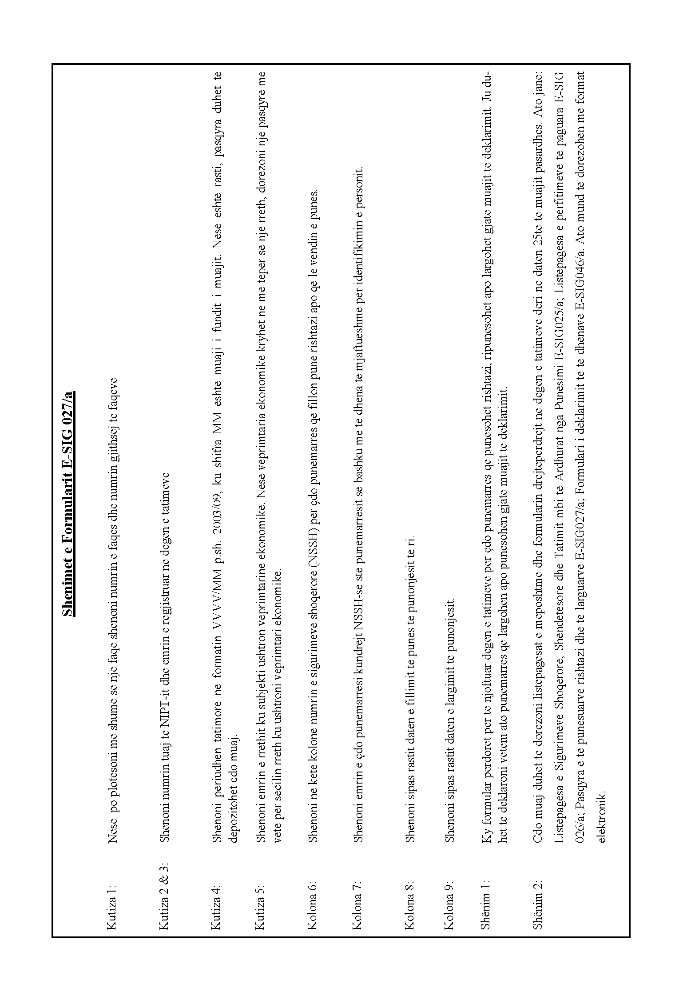 Shenimet e Formularit E-SIG 027/a
Kutiza 1: Nese po plotesoni me shume se nje faqe shenoni numrin e faqes dhe numrin gjithsej te faqeve
Kutiza 2 & 3: Shenoni numrin tuaj te NIPT-it dhe emrin e regjistruar ne degen e tatimeve
Kutiza 4: Shenoni periudhen tatimore ne formatin VVVV/MM p.sh. 2003/09, ku shifra MM eshte muaji i fundit i muajit. Nese eshte rasti, pasqyra duhet te
depozitohet cdo muaj.
Kutiza 5: Shenoni emrin e rrethit ku subjekti ushtron veprimtarine ekonomike. Nese veprimtaria ekonomike kryhet ne me teper se nje rreth, dorezoni nje pasqyre me
vete per secilin rreth ku ushtroni veprimtari ekonomike.
Kolona 6: Shenoni ne kete kolone numrin e sigurimeve shoqerore (NSSH) per çdo punemarres qe fillon pune rishtazi apo qe le vendin e punes.
Kolona 7: Shenoni emrin e çdo punemarresi kundrejt NSSH-se ste punemarresit se bashku me te dhena te mjaftueshme per identifikimin e personit.
Kolona 8: Shenoni sipas rastit daten e fillimit te punes te punonjesit te ri.
Kolona 9: Shenoni sipas rastit daten e largimit te punonjesit.
Shënim 1: Ky formular perdoret per te njoftuar degen e tatimeve per çdo punemarres qe punesohet rishtazi, ripunesohet apo largohet gjate muajit te deklarimit. Ju du-
het te deklaroni vetem ato punemarres qe largohen apo punesohen gjate muajit te deklarimit.
Shënim 2: Cdo muaj duhet te dorezoni listepagesat e meposhtme dhe formularin drejteperdrejt ne degen e tatimeve deri ne daten 25te te muajit pasardhes. Ato jane:
Listepagesa e Sigurimeve Shoqerore, Shendetesore dhe Tatimit mbi te Ardhurat nga Punesimi E-SIG025/a; Listepagesa e perfitimeve te paguara E-SIG
026/a; Pasqyra e te punesuarve rishtazi dhe te larguarve E-SIG027/a; Formulari i deklarimit te te dhenave E-SIG046/a. Ato mund te dorezohen me format
elektronik.